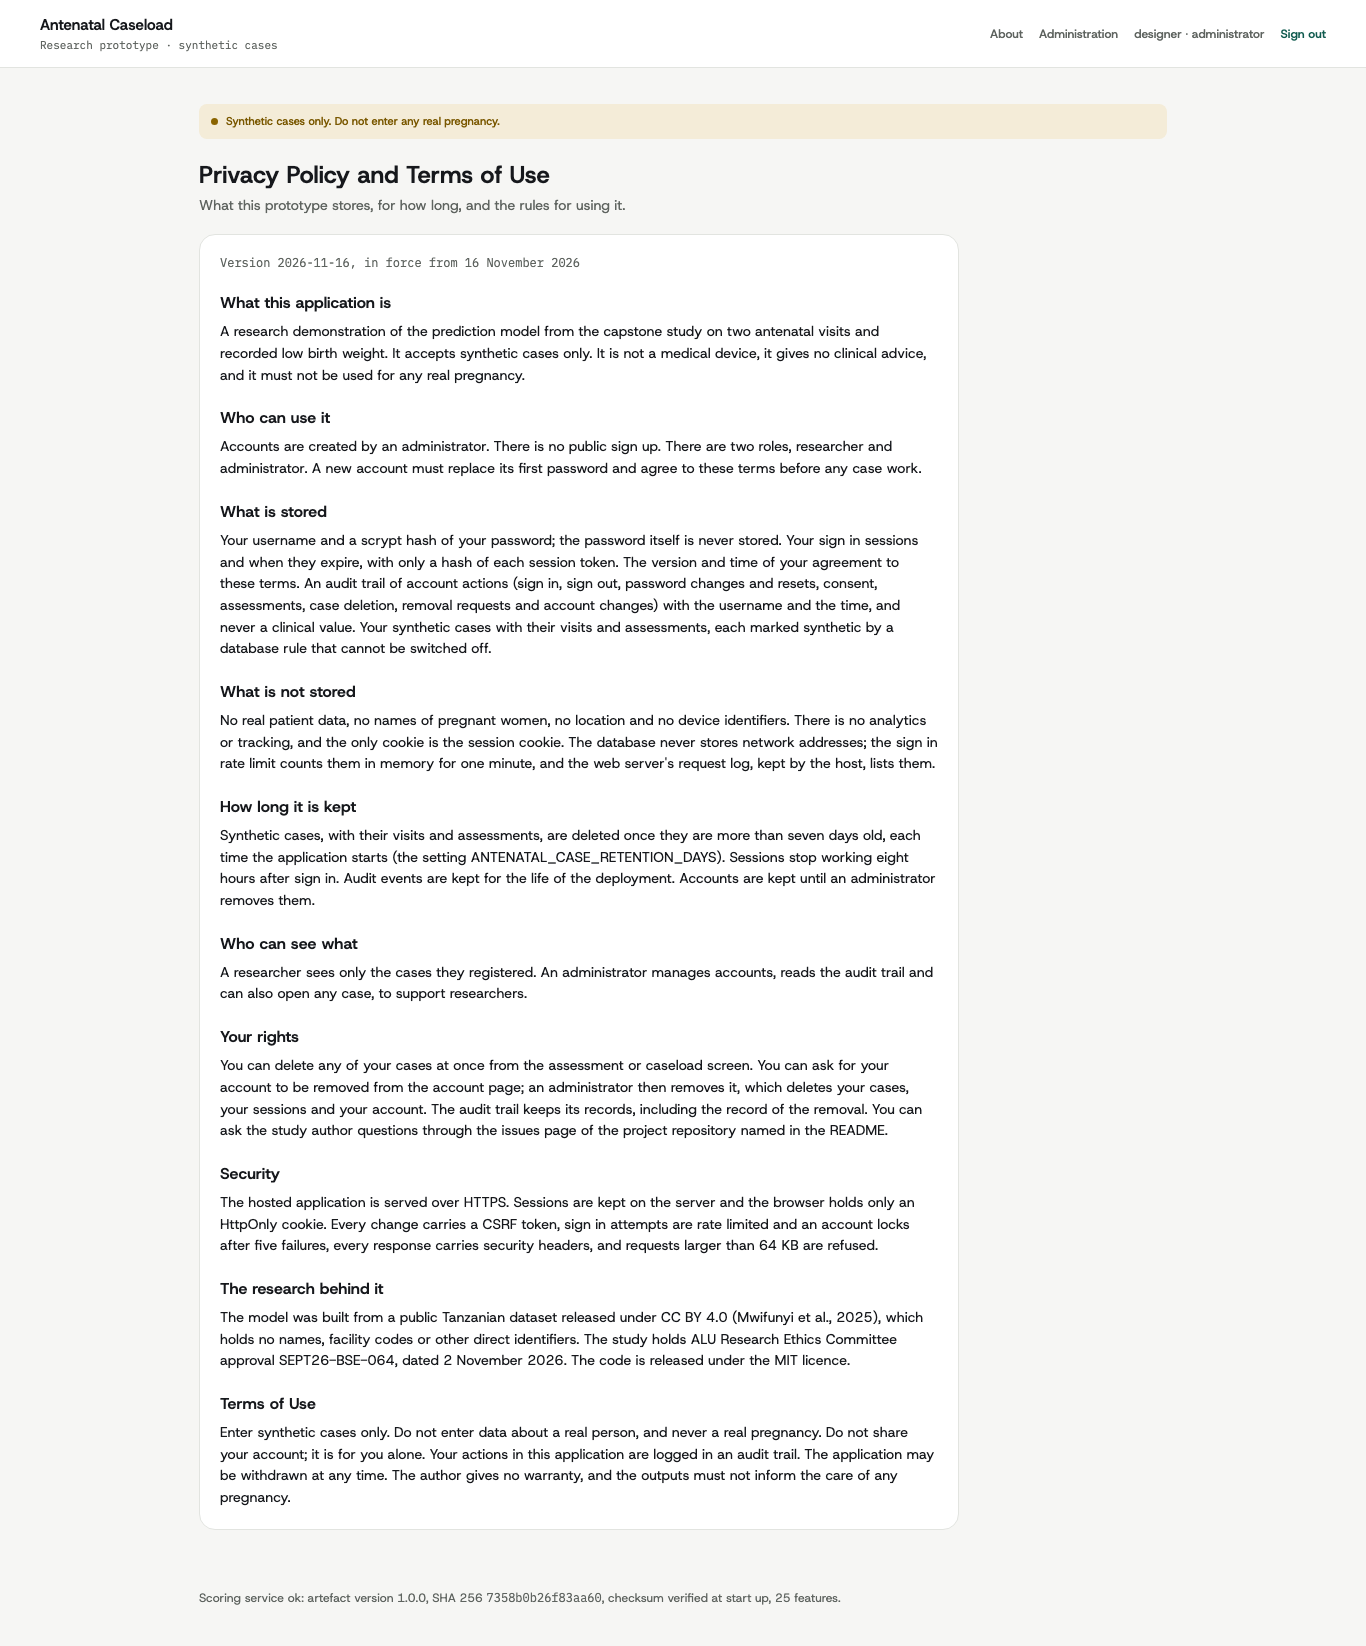 Antenatal Caseload
Research prototype · synthetic cases
About Administration designer · administrator Sign out
Synthetic cases only. Do not enter any real pregnancy.
Privacy Policy and Terms of Use
What this prototype stores, for how long, and the rules for using it.
Version 2026-11-16, in force from 16 November 2026
What this application is
A research demonstration of the prediction model from the capstone study on two antenatal visits and
recorded low birth weight. It accepts synthetic cases only. It is not a medical device, it gives no clinical advice,
and it must not be used for any real pregnancy.
Who can use it
Accounts are created by an administrator. There is no public sign up. There are two roles, researcher and
administrator. A new account must replace its first password and agree to these terms before any case work.
What is stored
Your username and a scrypt hash of your password; the password itself is never stored. Your sign in sessions
and when they expire, with only a hash of each session token. The version and time of your agreement to
these terms. An audit trail of account actions (sign in, sign out, password changes and resets, consent,
assessments, case deletion, removal requests and account changes) with the username and the time, and
never a clinical value. Your synthetic cases with their visits and assessments, each marked synthetic by a
database rule that cannot be switched off.
What is not stored
No real patient data, no names of pregnant women, no location and no device identifiers. There is no analytics
or tracking, and the only cookie is the session cookie. The database never stores network addresses; the sign in
rate limit counts them in memory for one minute, and the web server's request log, kept by the host, lists them.
How long it is kept
Synthetic cases, with their visits and assessments, are deleted once they are more than seven days old, each
time the application starts (the setting ANTENATAL_CASE_RETENTION_DAYS). Sessions stop working eight
hours after sign in. Audit events are kept for the life of the deployment. Accounts are kept until an administrator
removes them.
Who can see what
A researcher sees only the cases they registered. An administrator manages accounts, reads the audit trail and
can also open any case, to support researchers.
Your rights
You can delete any of your cases at once from the assessment or caseload screen. You can ask for your
account to be removed from the account page; an administrator then removes it, which deletes your cases,
your sessions and your account. The audit trail keeps its records, including the record of the removal. You can
ask the study author questions through the issues page of the project repository named in the README.
Security
The hosted application is served over HTTPS. Sessions are kept on the server and the browser holds only an
HttpOnly cookie. Every change carries a CSRF token, sign in attempts are rate limited and an account locks
after five failures, every response carries security headers, and requests larger than 64 KB are refused.
The research behind it
The model was built from a public Tanzanian dataset released under CC BY 4.0 (Mwifunyi et al., 2025), which
holds no names, facility codes or other direct identifiers. The study holds ALU Research Ethics Committee
approval SEPT26-BSE-064, dated 2 November 2026. The code is released under the MIT licence.
Terms of Use
Enter synthetic cases only. Do not enter data about a real person, and never a real pregnancy. Do not share
your account; it is for you alone. Your actions in this application are logged in an audit trail. The application may
be withdrawn at any time. The author gives no warranty, and the outputs must not inform the care of any
pregnancy.
Scoring service ok: artefact version 1.0.0, SHA 256 7358b0b26f83aa60, checksum verified at start up, 25 features.